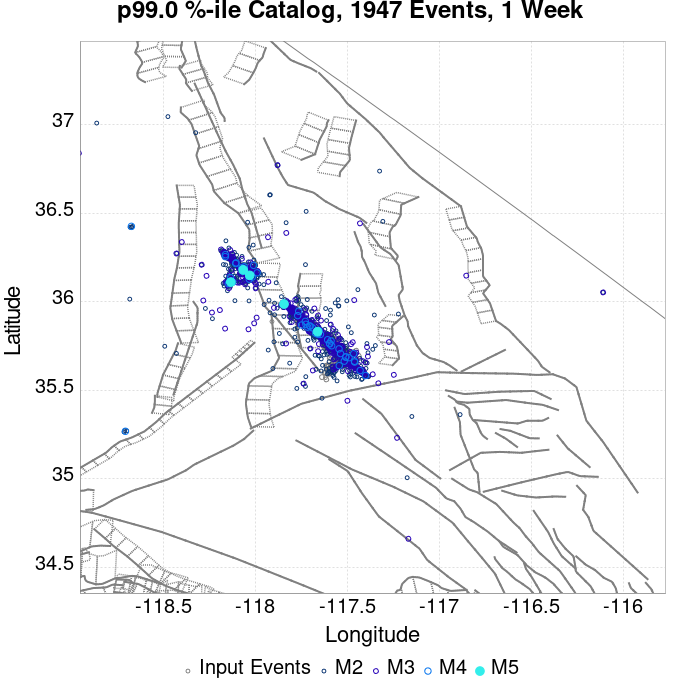 p99.0 %-ile Catalog, 1947 Events, 1 Week
Latitude
37
36.5
36
35.5
35
34.5
-118.5 -118 -117.5 -117 -116.5 -116
Longitude
Input Events M2 M3 M4 M5